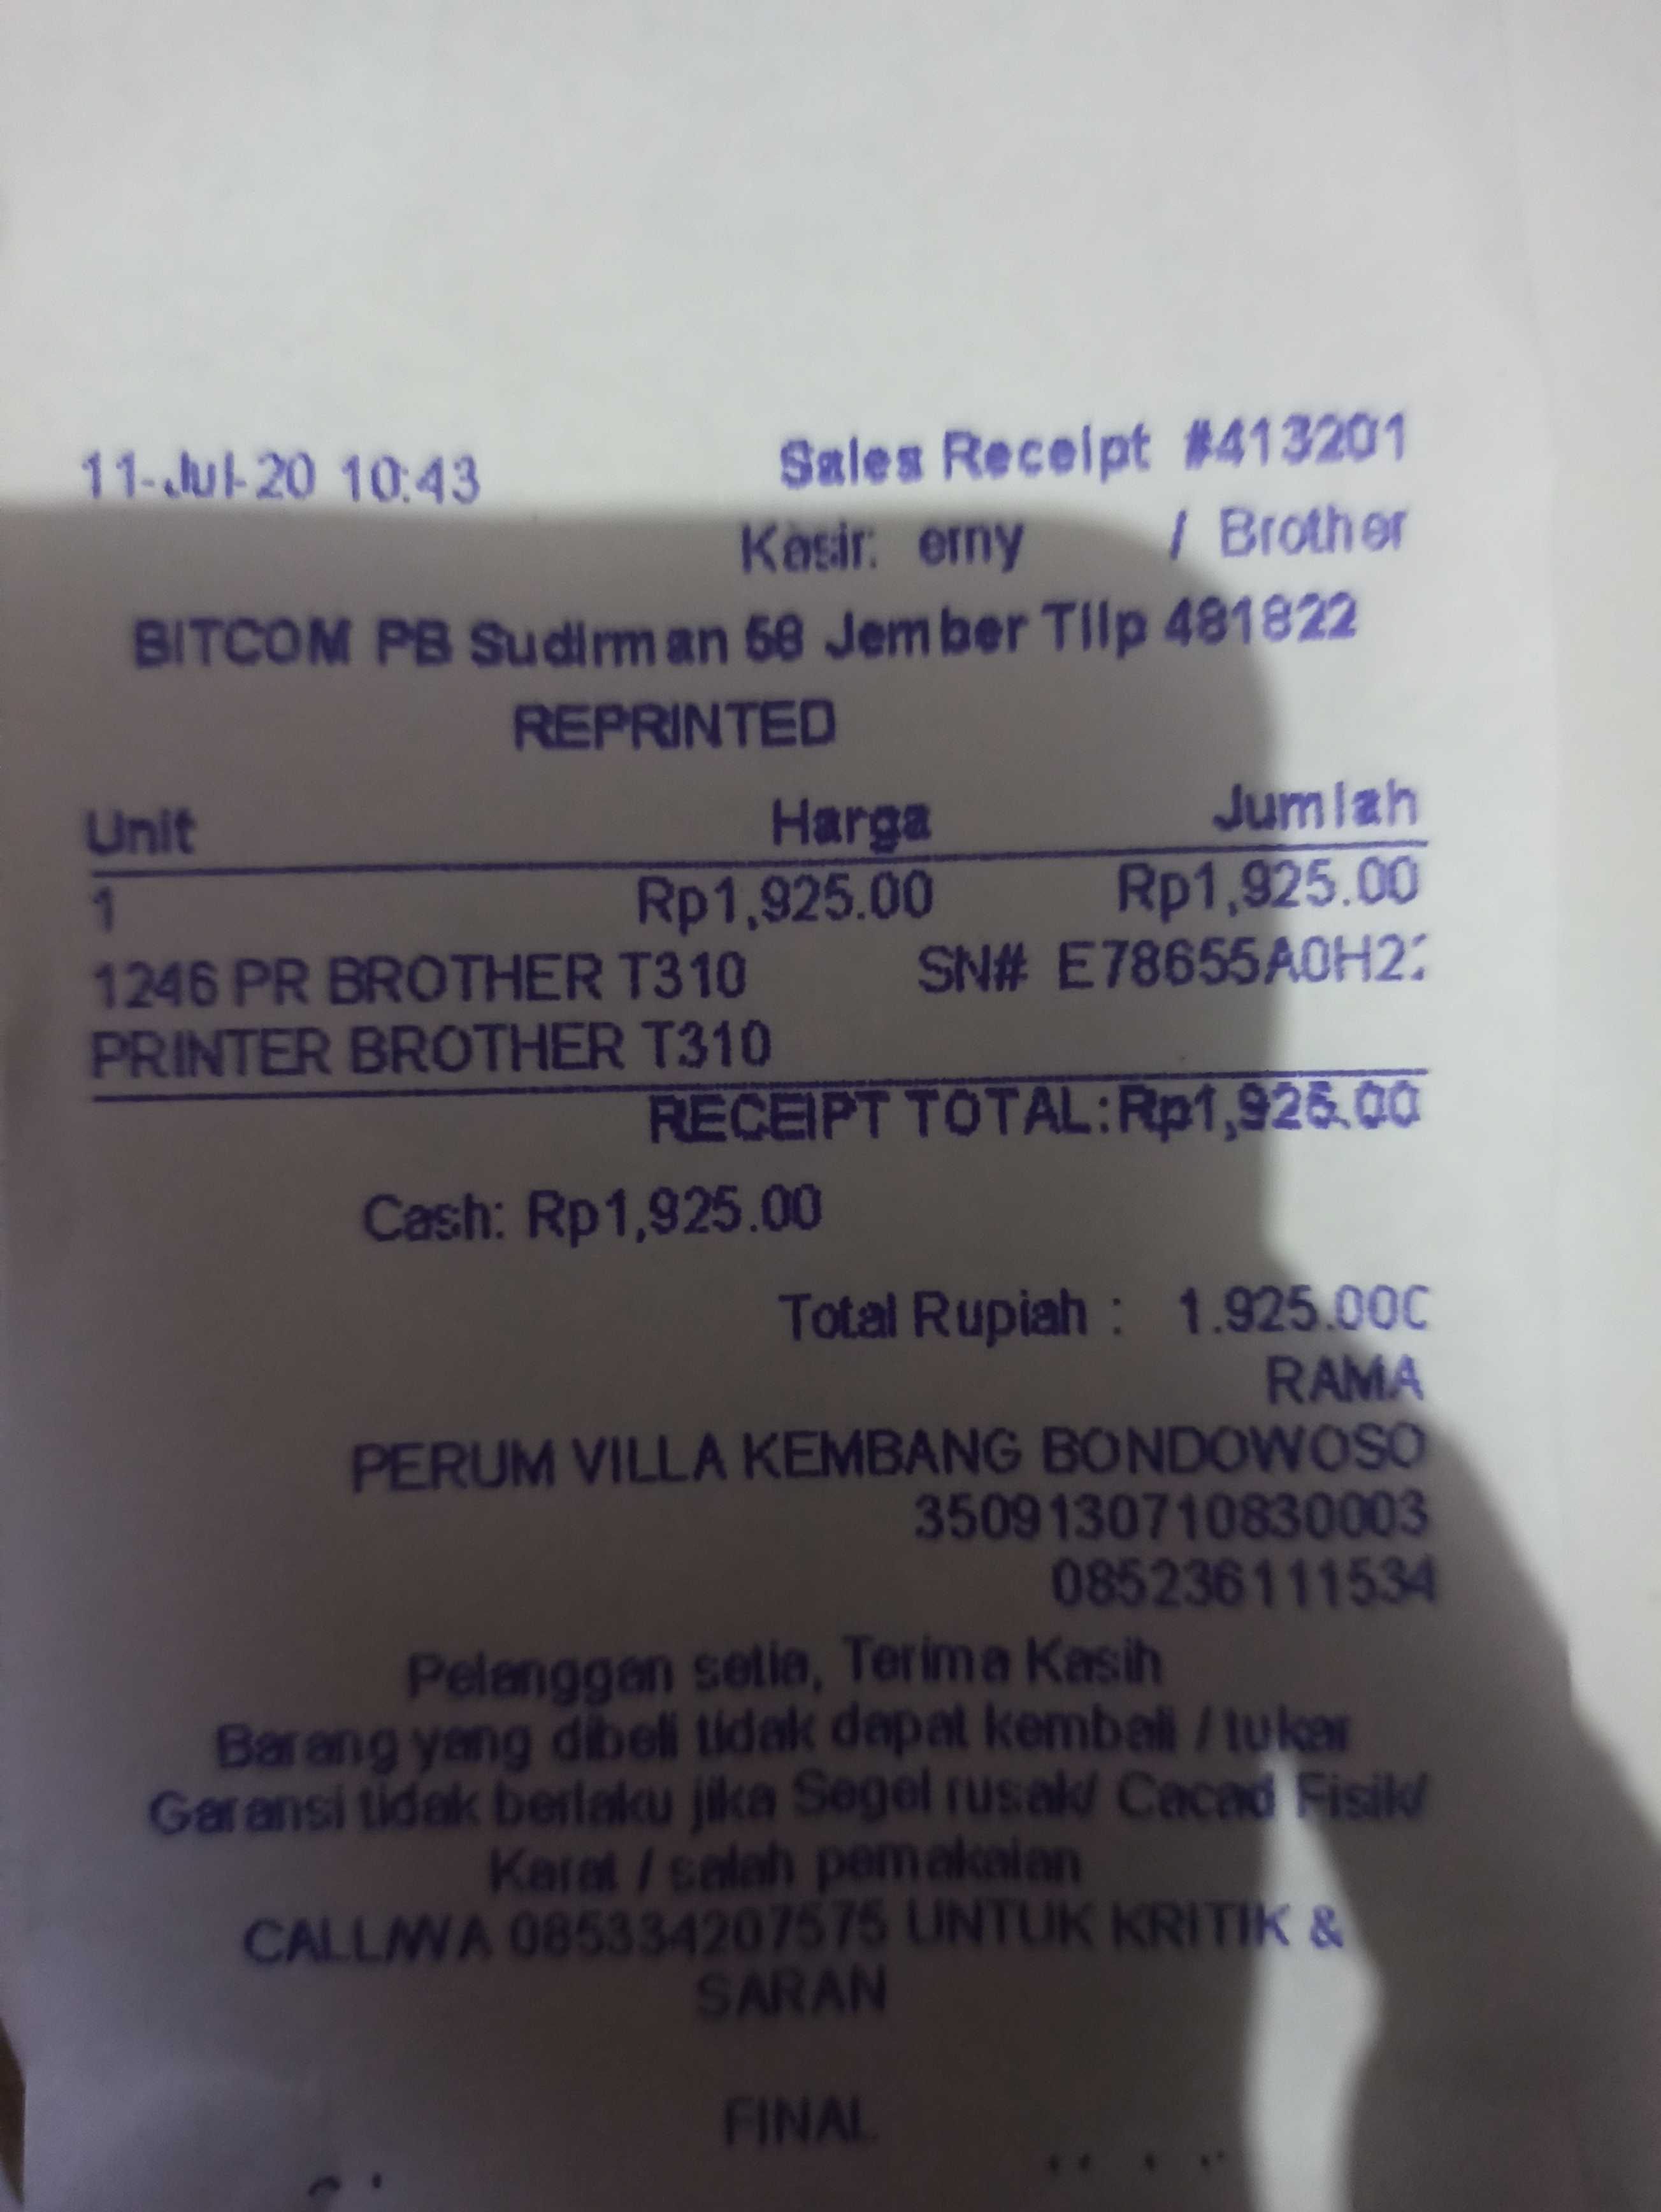 11-Jul-20 10:43 Sales Receipt #413201
Kasir: erny / Brother
BITCOM PB Sudirman 58 Jember Tllp 481822
REPRINTED
Unit Harga Jumlah
1 Rp1,925.00 Rp1,925.00
1246 PR BROTHER T310 SN# E78655A0H2
PRINTER BROTHER T310
RECEIPT TOTAL: Rp1,925.00
Cash: Rp1,925.00
Total Rupiah : 1.925.000
RAMA
PERUM VILLA KEMBANG BONDOWOSO
3509130710830003
085236111534
Pelanggan setia, Terima Kasih
Barang yang dibeli tidak dapat kembali / tukar
Garansi tidak berlaku jika Segel rusak/ Cacad Fisik/
Karat / salah pemakaian
CALL/WA 085334207575 UNTUK KRITIK &
SARAN
FINAL